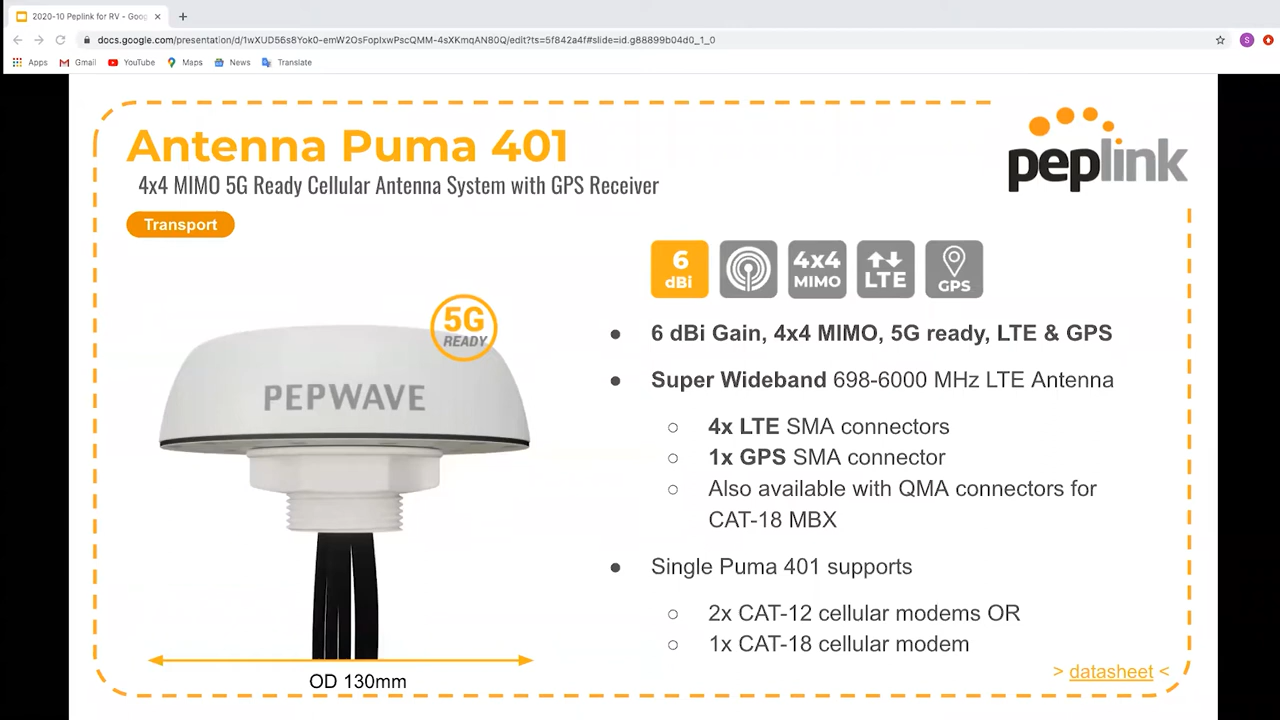 2020-10 Peplink for RV - Goog
docs.google.com/presentation/d/1wXUD56s8Yok0-emW2OsFopIxwPscQMM-4sXKmqAN80Q/edit?ts=5f842a4f#slide=id.g88899b04d0_1_0
S
Apps Gmail YouTube Maps News Translate
Antenna Puma 401
4x4 MIMO 5G Ready Cellular Antenna System with GPS Receiver
Transport
peplink
6 dBi
4x4 MIMO
LTE
GPS
5G READY
PEPWAVE
OD 130mm
● 6 dBi Gain, 4x4 MIMO, 5G ready, LTE & GPS
● Super Wideband 698-6000 MHz LTE Antenna
○ 4x LTE SMA connectors
○ 1x GPS SMA connector
○ Also available with QMA connectors for
CAT-18 MBX
● Single Puma 401 supports
○ 2x CAT-12 cellular modems OR
○ 1x CAT-18 cellular modem
> datasheet <